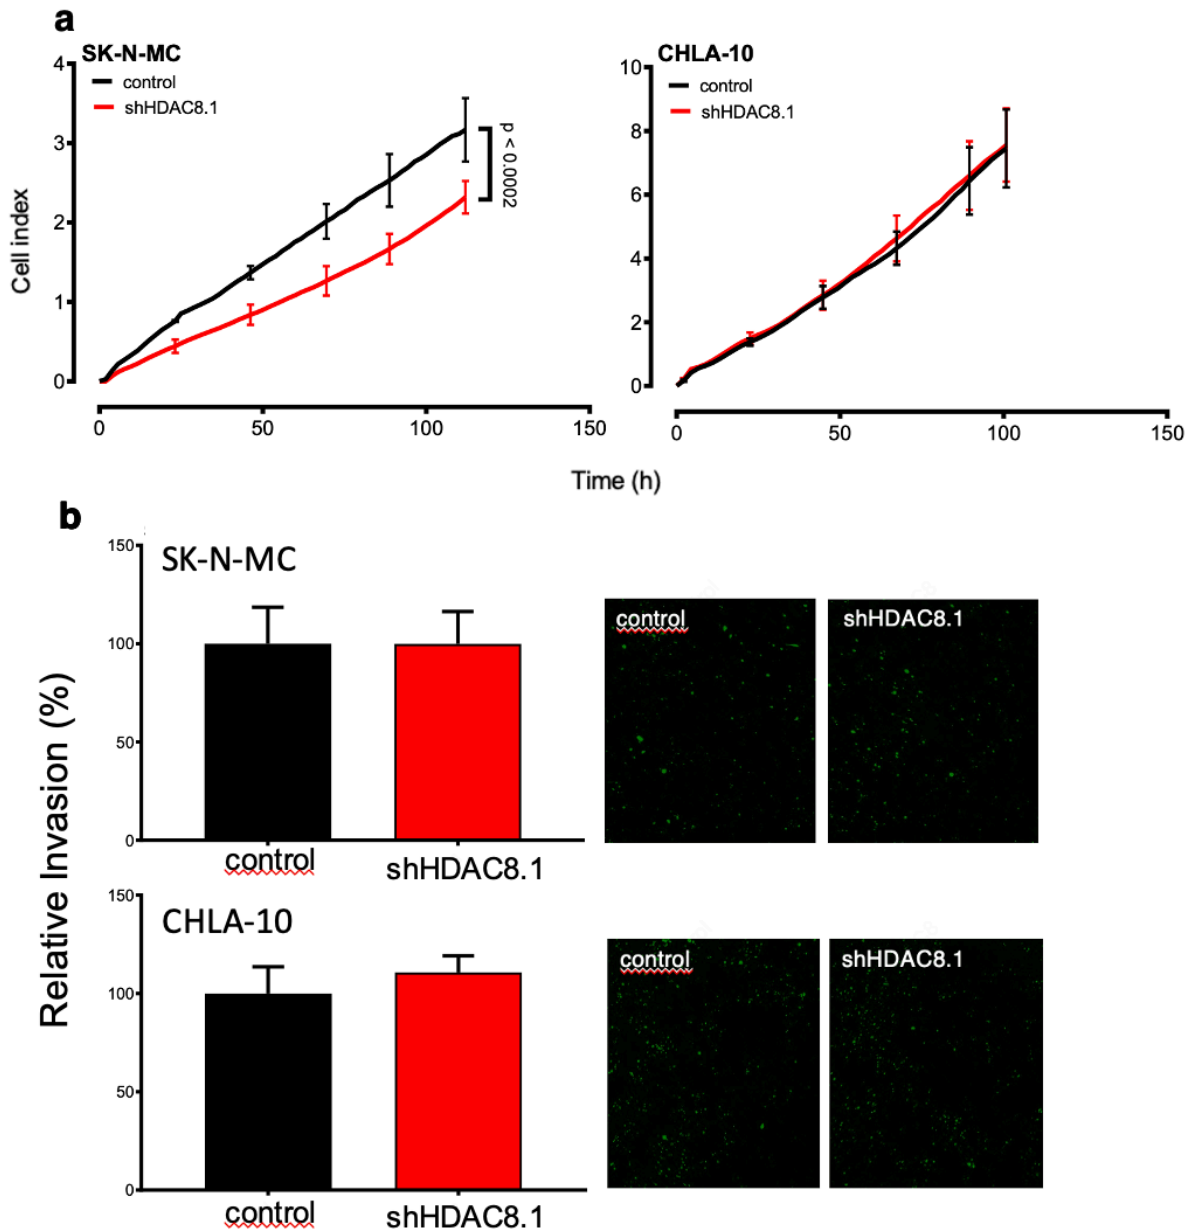 a
SK-N-MC
control
shHDAC8.1
4
3
2
1
0
0
50
100
150
p < 0.0002
Cell index
CHLA-10
control
shHDAC8.1
10
8
6
4
2
0
0
50
100
150
Time (h)
b
Relative Invasion (%)
SK-N-MC
150
100
50
0
control
shHDAC8.1
control
shHDAC8.1
CHLA-10
150
100
50
0
control
shHDAC8.1
control
shHDAC8.1